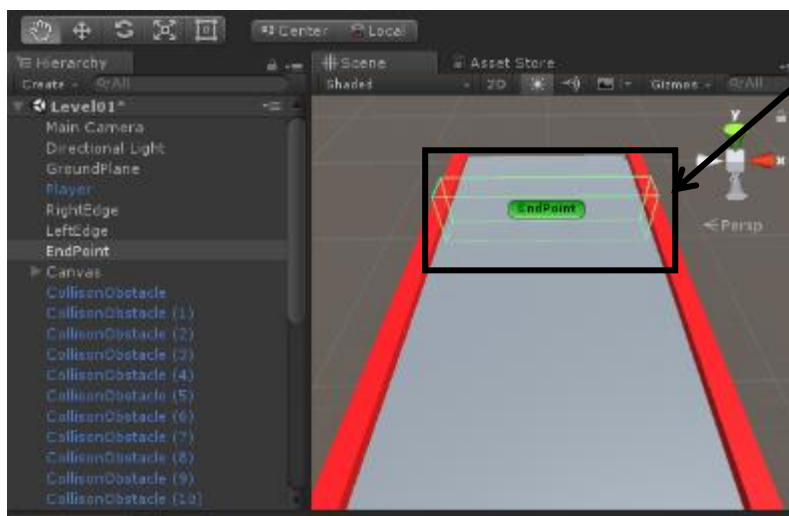 Center Local
Hierarchy
Create All
Level01*
Main Camera
Directional Light
GroundPlane
Player
RightEdge
LeftEdge
EndPoint
Canvas
CollisonObstacle
CollisonObstacle (1)
CollisonObstacle (2)
CollisonObstacle (3)
CollisonObstacle (4)
CollisonObstacle (5)
CollisonObstacle (6)
CollisonObstacle (7)
CollisonObstacle (8)
CollisonObstacle (9)
CollisonObstacle (10)
Scene Asset Store
Shaded 2D Gizmos All
y
x
Persp
EndPoint